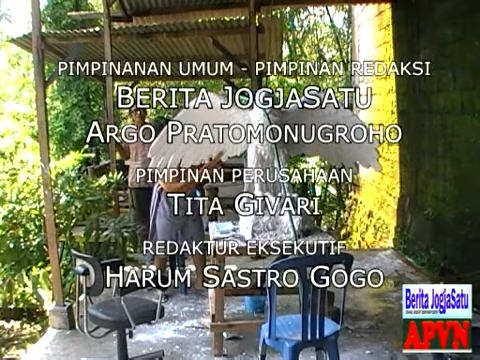 PIMPINANAN UMUM - PIMPINAN REDAKSI
BERITA JOGJASATU
ARGO PRATOMONUGROHO
PIMPINAN PERUSAHAAN
TITA GIVARI
REDAKTUR EKSEKUTIF
HARUM SASTRO GOGO
Berita JogjaSatu
APVN